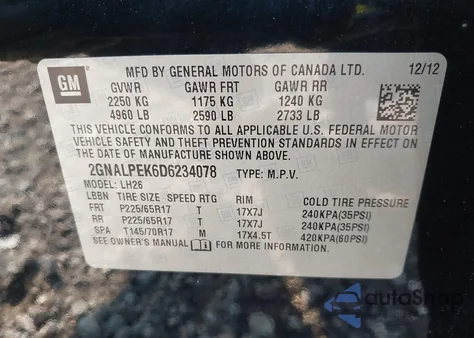 GM
MFD BY GENERAL MOTORS OF CANADA LTD. 12/12
GVWR GAWR FRT GAWR RR
2250 KG 1175 KG 1240 KG
4960 LB 2590 LB 2733 LB
THIS VEHICLE CONFORMS TO ALL APPLICABLE U.S. FEDERAL MOTOR
VEHICLE SAFETY AND THEFT PREVENTION STANDARDS IN EFFECT ON
THE DATE OF MANUFACTURE SHOWN ABOVE.
2GNALPEK6D6234078 TYPE: M.P.V.
MODEL: LH26
LBBT TIRE SIZE SPEED RTG RIM COLD TIRE PRESSURE
FRT P225/65R17 T 17X7J 240KPA(35PSI)
RR P225/65R17 T 17X7J 240KPA(35PSI)
SPA T145/70R17 M 17X4.5T 420KPA(60PSI)
SEE OWNER'S MANUAL FOR MORE INFORMATION.
autoSnap